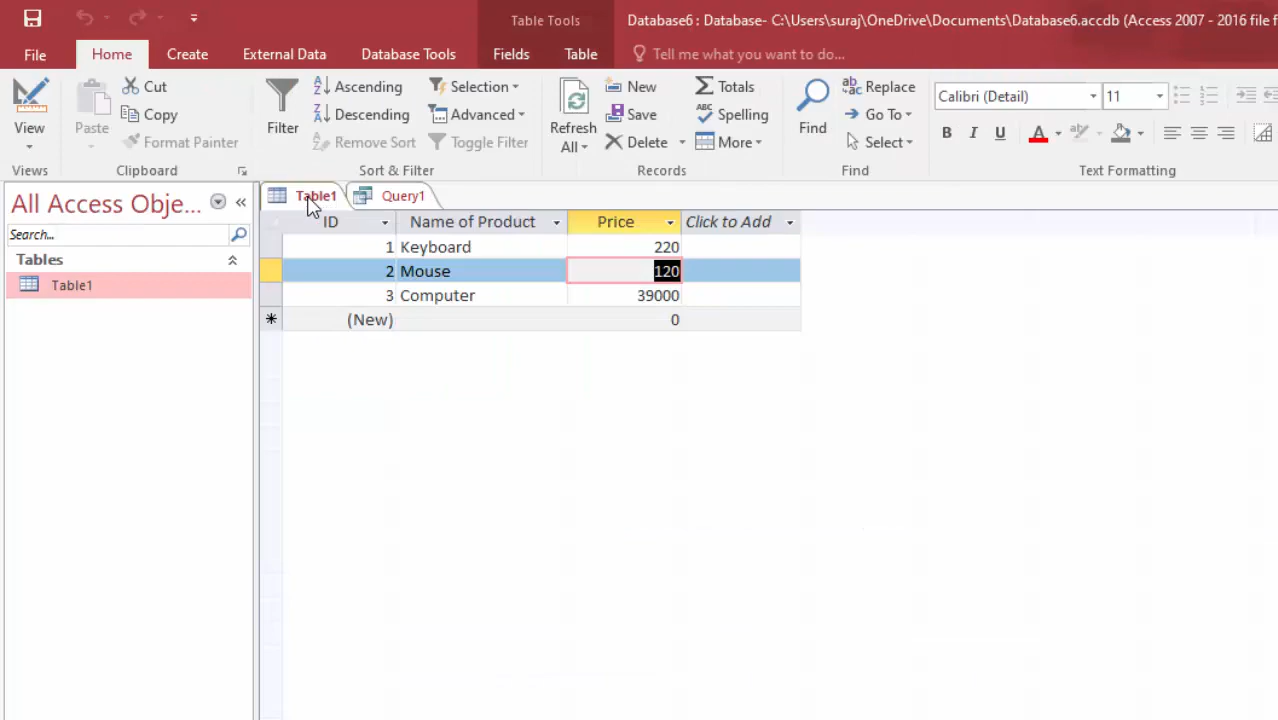 Table Tools
Database6 : Database- C:\Users\suraj\OneDrive\Documents\Database6.accdb (Access 2007 - 2016 file f
File Home Create External Data Database Tools Fields Table Tell me what you want to do...
View
Views
Paste
Cut
Copy
Format Painter
Clipboard
Filter
Ascending
Descending
Remove Sort
Selection
Advanced
Toggle Filter
Sort & Filter
Refresh
All
New
Save
Delete
Totals
Spelling
More
Records
Find
Replace
Go To
Select
Find
Calibri (Detail) 11
B I U A
Text Formatting
All Access Obje...
Search...
Tables
Table1
Table1 Query1
ID Name of Product Price Click to Add
1 Keyboard 220
2 Mouse 120
3 Computer 39000
* (New) 0